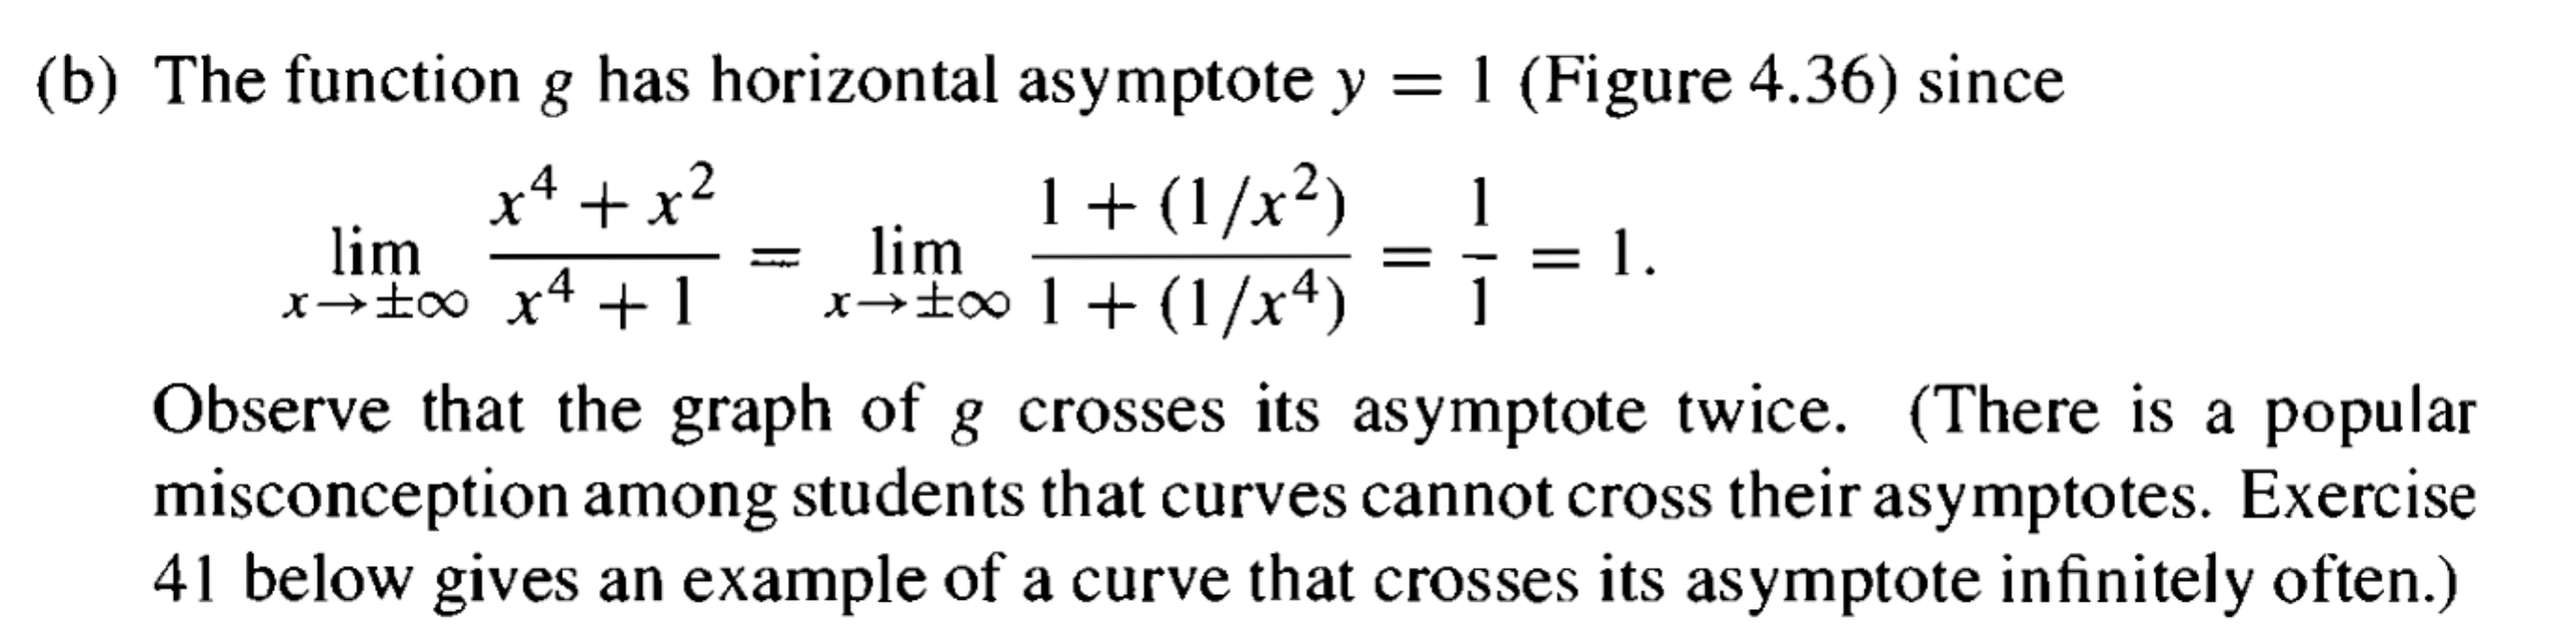 (b) The function g has horizontal asymptote y = 1 (Figure 4.36) since
lim x→±∞ (x⁴ + x²)/(x⁴ + 1) = lim x→±∞ (1 + (1/x²))/(1 + (1/x⁴)) = 1/1 = 1.
Observe that the graph of g crosses its asymptote twice. (There is a popular
misconception among students that curves cannot cross their asymptotes. Exercise
41 below gives an example of a curve that crosses its asymptote infinitely often.)